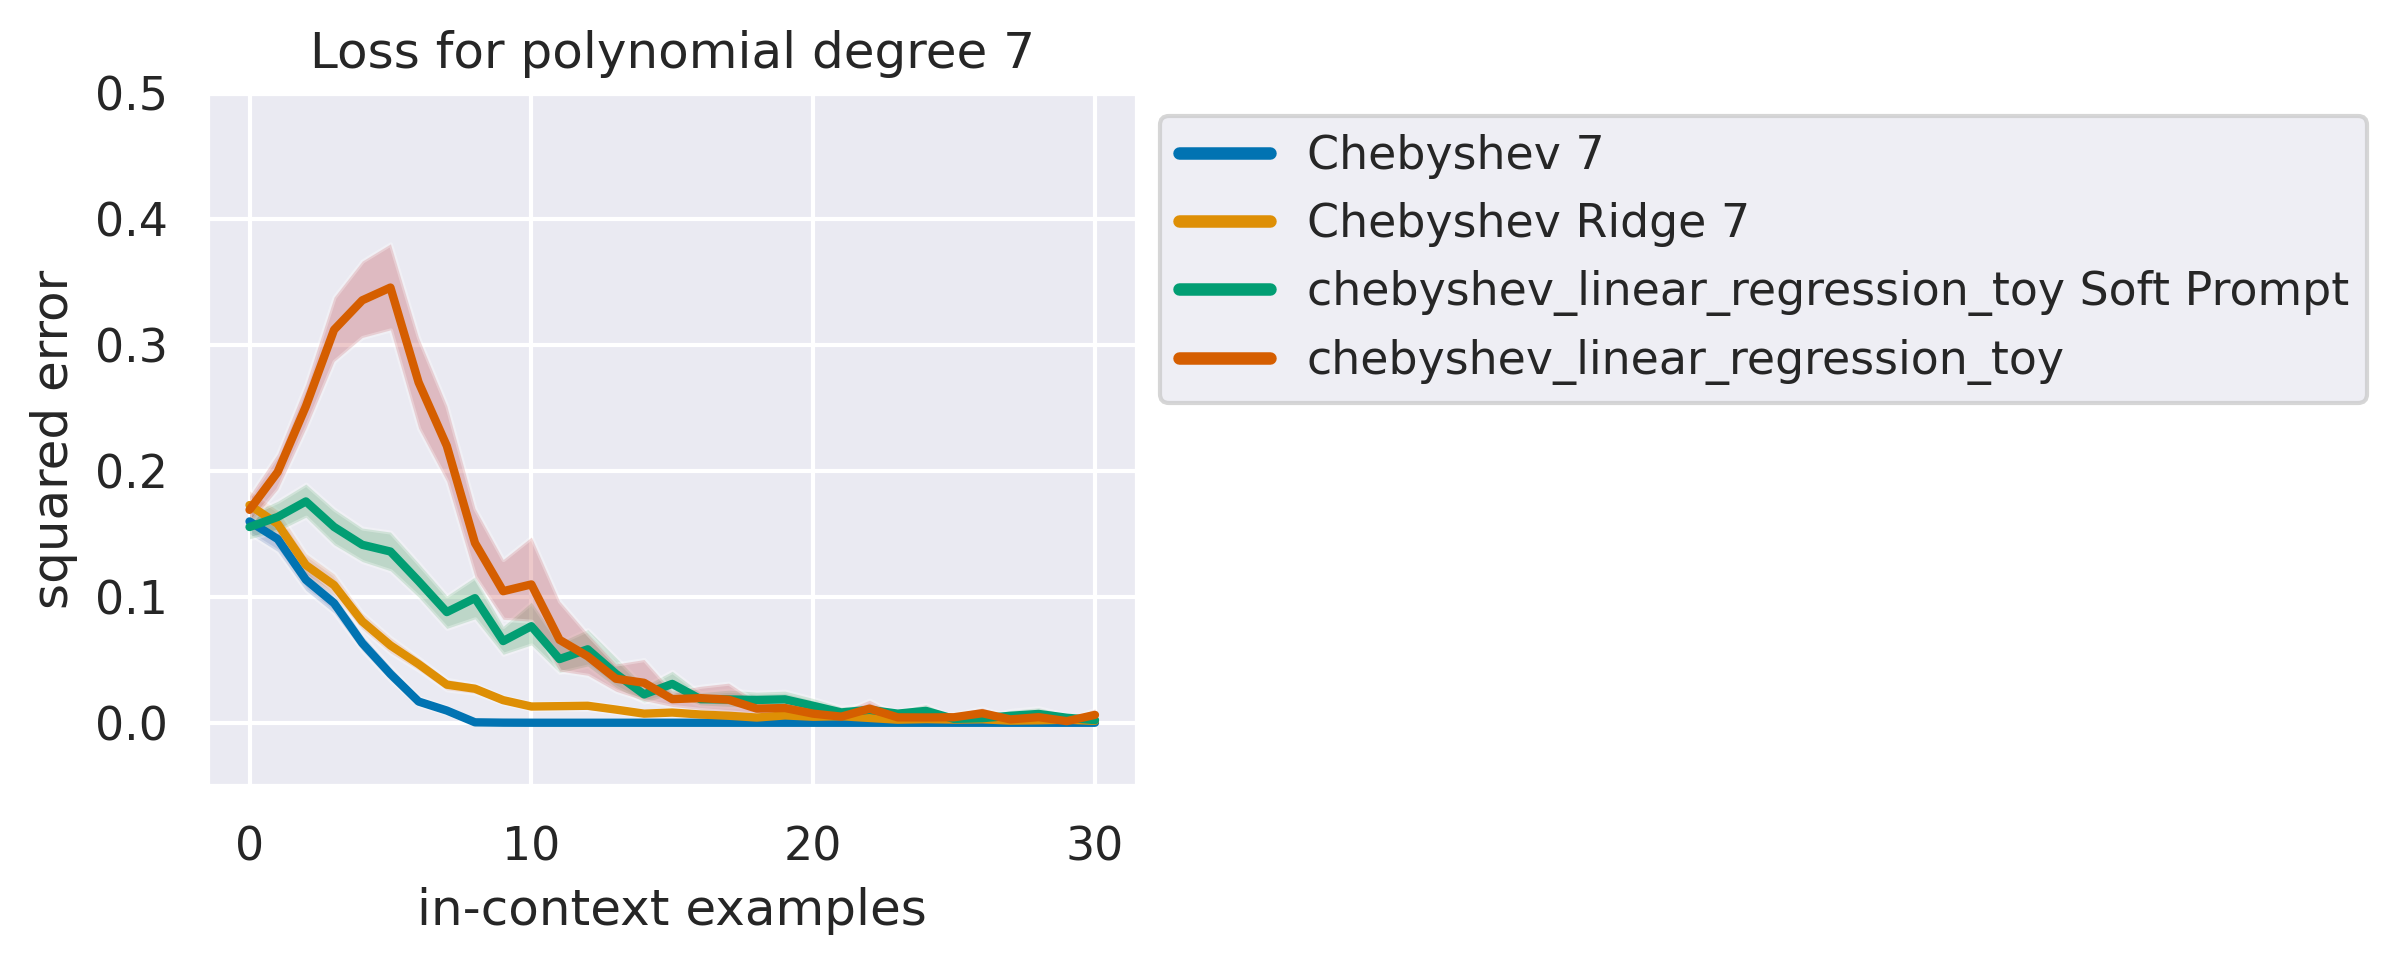 Loss for polynomial degree 7
0.5
0.4
0.3
0.2
0.1
0.0
squared error
0
10
20
30
in-context examples
Chebyshev 7
Chebyshev Ridge 7
chebyshev_linear_regression_toy Soft Prompt
chebyshev_linear_regression_toy